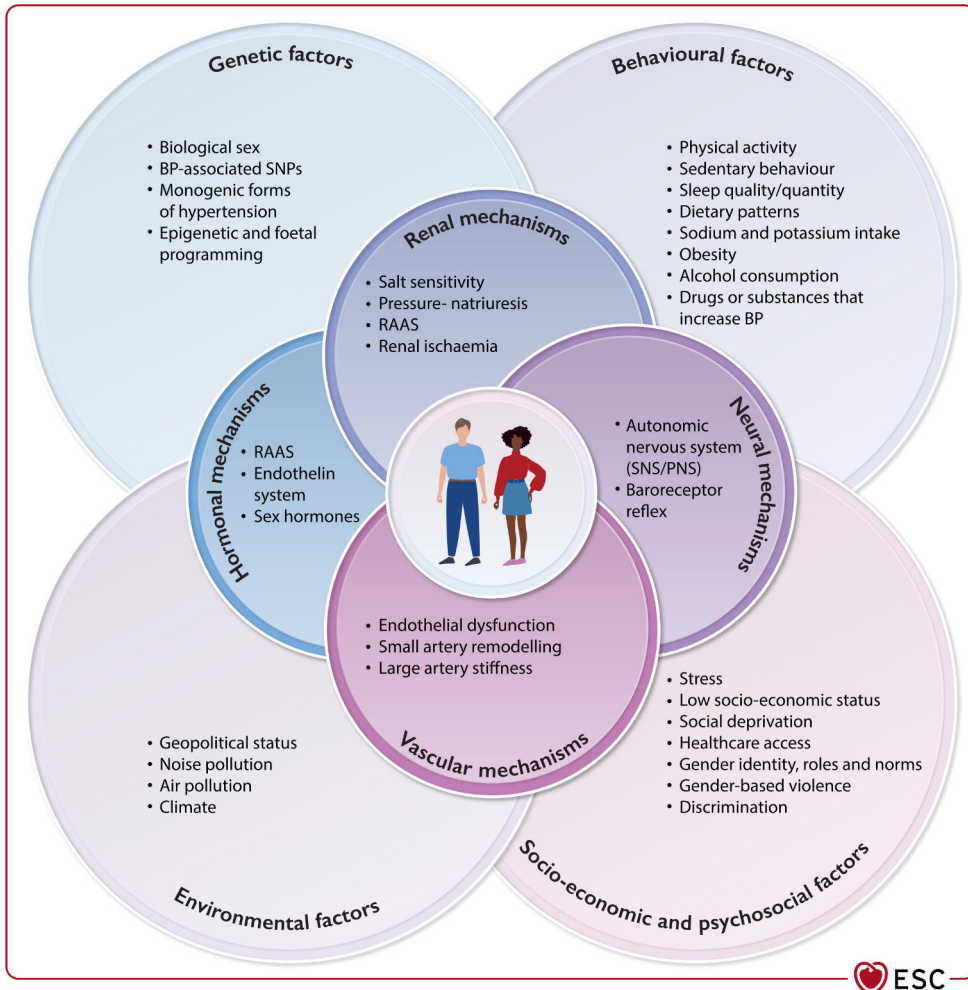 Genetic factors
• Biological sex
• BP-associated SNPs
• Monogenic forms
of hypertension
• Epigenetic and foetal
programming
Behavioural factors
• Physical activity
• Sedentary behaviour
• Sleep quality/quantity
• Dietary patterns
• Sodium and potassium intake
• Obesity
• Alcohol consumption
• Drugs or substances that
increase BP
Renal mechanisms
• Salt sensitivity
• Pressure- natriuresis
• RAAS
• Renal ischaemia
Hormonal mechanisms
• RAAS
• Endothelin
system
• Sex hormones
Neural mechanisms
• Autonomic
nervous system
(SNS/PNS)
• Baroreceptor
reflex
• Endothelial dysfunction
• Small artery remodelling
• Large artery stiffness
Vascular mechanisms
• Geopolitical status
• Noise pollution
• Air pollution
• Climate
Environmental factors
• Stress
• Low socio-economic status
• Social deprivation
• Healthcare access
• Gender identity, roles and norms
• Gender-based violence
• Discrimination
Socio-economic and psychosocial factors
ESC